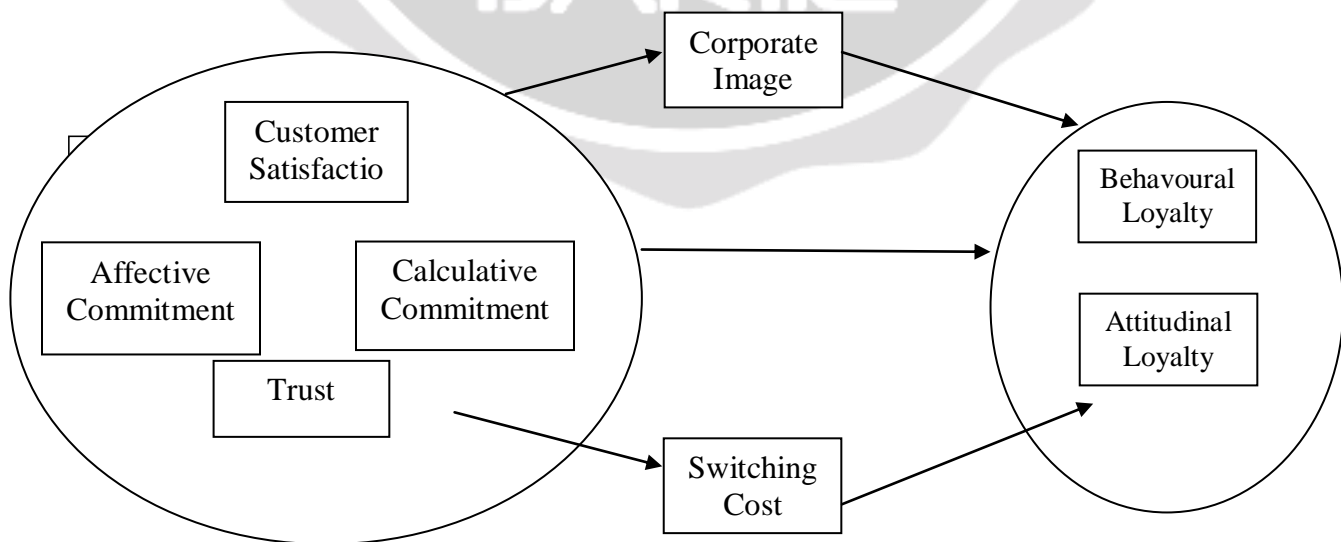 Corporate
Image
Customer
Satisfactio
Behavoural
Loyalty
Affective
Commitment
Calculative
Commitment
Attitudinal
Loyalty
Trust
Switching
Cost